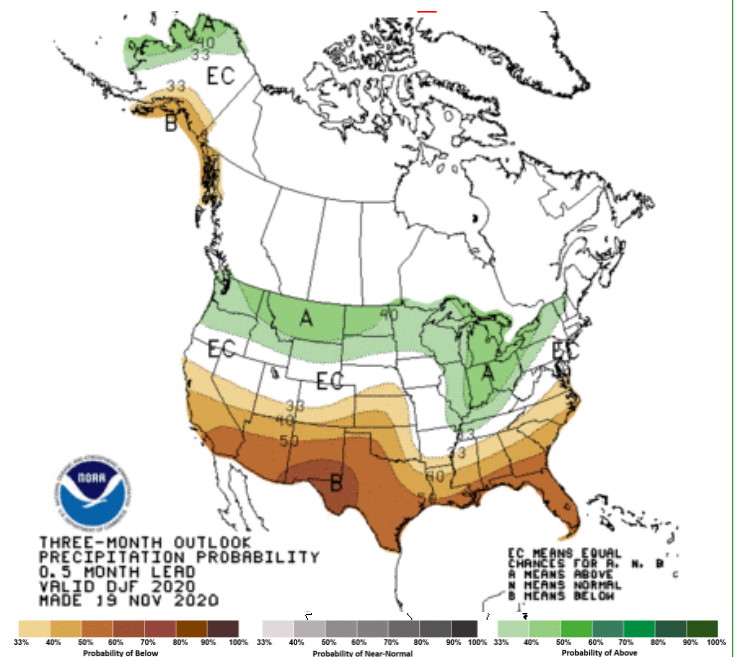 A
40
33
EC
33
B
A
40
EC
EC
A
EC
33
40
50
33
33
40
B
50
NOAA
THREE-MONTH OUTLOOK
PRECIPITATION PROBABILITY
0.5 MONTH LEAD
VALID DJF 2020
MADE 19 NOV 2020
EC MEANS EQUAL
CHANCES FOR A, N, B
A MEANS ABOVE
N MEANS NORMAL
B MEANS BELOW
33% 40% 50% 60% 70% 80% 90% 100%
Probability of Below
33% 40% 50% 60% 70% 80% 90% 100%
Probability of Near-Normal
33% 40% 50% 60% 70% 80% 90% 100%
Probability of Above